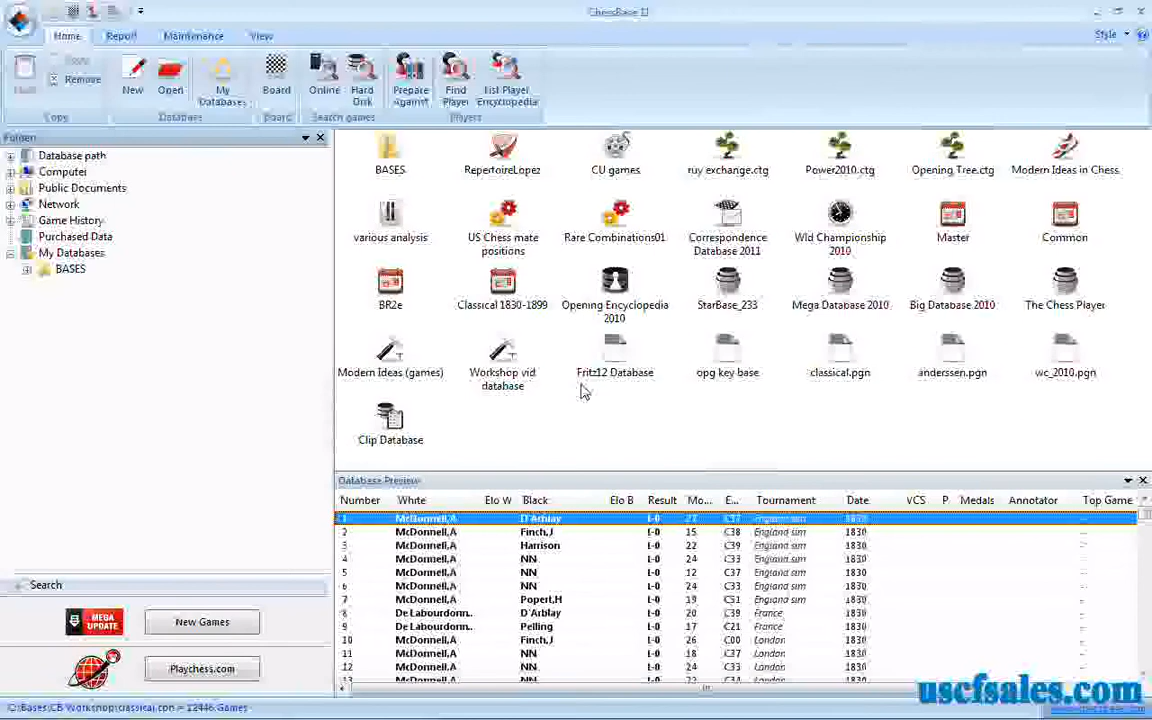 ChessBase 11
Home Report Maintenance View Style
Remove New Open My Databases Board Online Hard Disk Prepare Against Find Player List Player Encyclopedia
Copy Database Board Search games Players
Folders
Database path
Computer
Public Documents
Network
Game History
Purchased Data
My Databases
BASES
BASES RepertoireLopez CU games ruy exchange.ctg Power2010.ctg Opening Tree.ctg Modern Ideas in Chess
various analysis US Chess mate positions Rare Combinations01 Correspondence Database 2011 Wld Championship 2010 Master Common
BR2e Classical 1830-1899 Opening Encyclopedia 2010 StarBase_233 Mega Database 2010 Big Database 2010 The Chess Player
Modern Ideas (games) Workshop vid database Fritz12 Database opg key base classical.pgn anderssen.pgn wc_2010.pgn
Clip Database
Database Preview
Number White Elo W Black Elo B Result Mo... E... Tournament Date VCS P Medals Annotator Top Game
1 McDonnell,A D'Arblay 1-0 C37 England sim 1830
2 McDonnell,A Finch,J 1-0 15 C38 England sim 1830
3 McDonnell,A Harrison 1-0 22 C39 England sim 1830
4 McDonnell,A NN 1-0 24 C33 England sim 1830
5 McDonnell,A NN 1-0 12 C37 England sim 1830
6 McDonnell,A NN 1-0 24 C33 England sim 1830
7 McDonnell,A Popert,H 1-0 19 C51 England sim 1830
8 De Labourdonn.. D'Arblay 1-0 20 C39 France 1830
9 De Labourdonn.. Pelling 1-0 17 C21 France 1830
10 McDonnell,A Finch,J 1-0 26 C00 London 1830
11 McDonnell,A NN 1-0 18 C37 London 1830
12 McDonnell,A NN 1-0 24 C33 London 1830
13 McDonnell,A NN 1-0 London 1830
Search
MEGA UPDATE New Games
Playchess.com
uscfsales.com
C:\Bases\CB Workshop\classical.pgn = 12446 Games